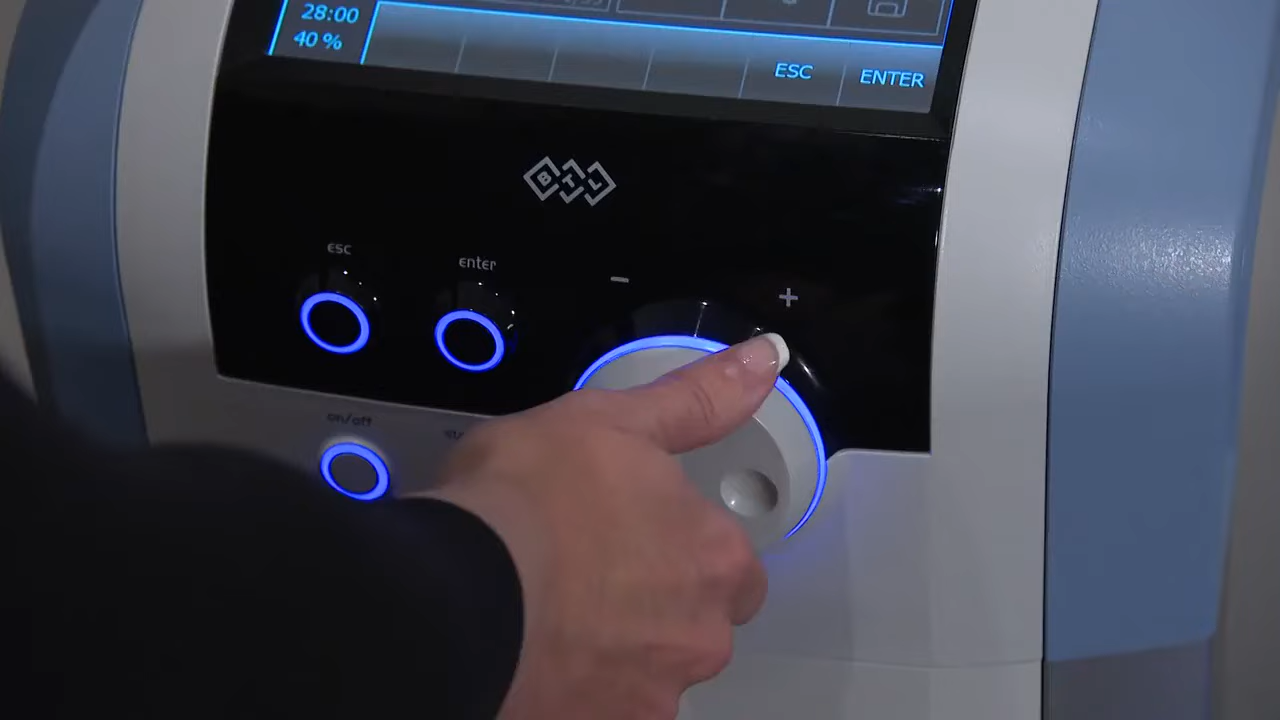 28:00
40 %
ESC
ENTER
BTL
esc
enter
−
+
on/off